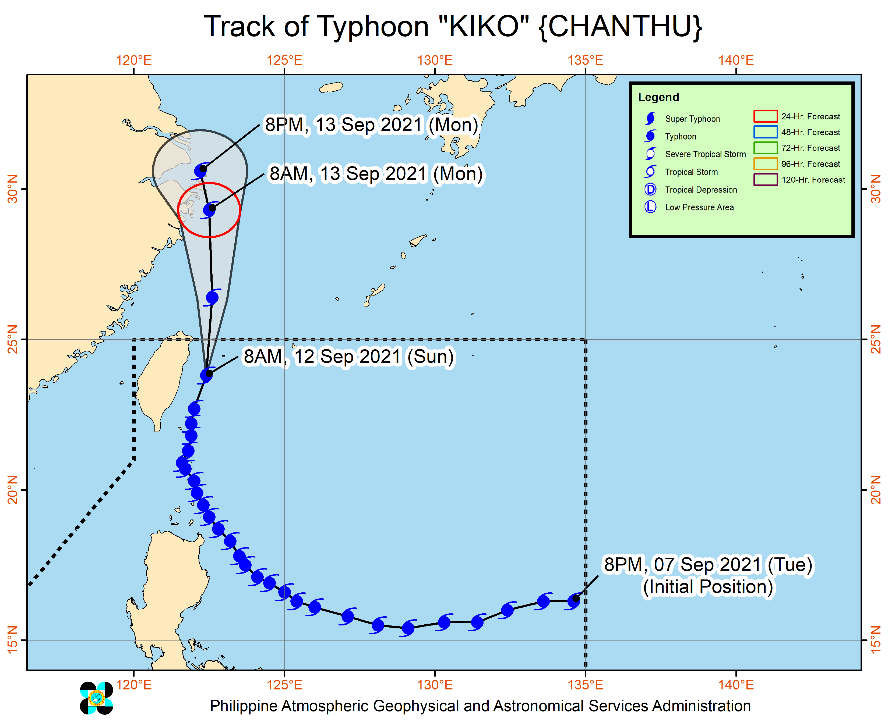 Track of Typhoon "KIKO" {CHANTHU}
120°E 125°E 130°E 135°E 140°E
Legend
Super Typhoon
Typhoon
Severe Tropical Storm
Tropical Storm
D Tropical Depression
L Low Pressure Area
24-Hr. Forecast
48-Hr. Forecast
72-Hr. Forecast
96-Hr. Forecast
120-Hr. Forecast
8PM, 13 Sep 2021 (Mon)
8AM, 13 Sep 2021 (Mon)
30°N 30°N
25°N 25°N
8AM, 12 Sep 2021 (Sun)
20°N 20°N
8PM, 07 Sep 2021 (Tue)
(Initial Position)
15°N 15°N
120°E 125°E 130°E 135°E 140°E
Philippine Atmospheric Geophysical and Astronomical Services Administration